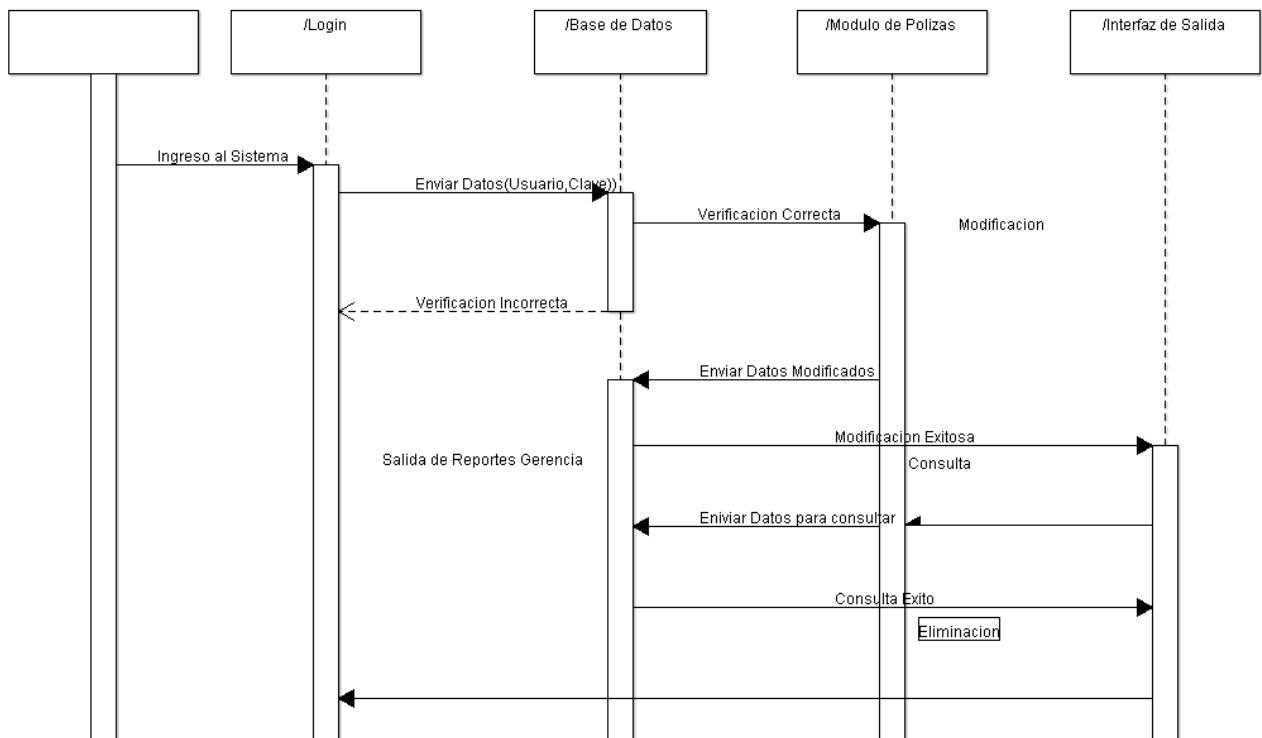 /Login
/Base de Datos
/Modulo de Polizas
/Interfaz de Salida
Ingreso al Sistema
Enviar Datos(Usuario,Clave))
Verificacion Correcta
Modificacion
Verificacion Incorrecta
Enviar Datos Modificados
Modificacion Exitosa
Salida de Reportes Gerencia
Consulta
Eniviar Datos para consultar
Consulta Exito
Eliminacion